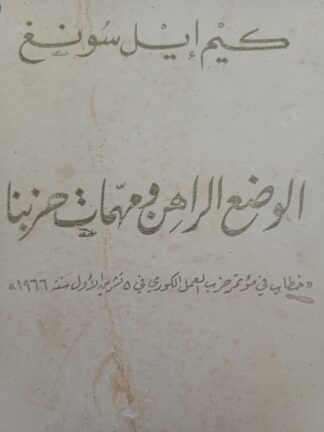 كيم إيل سونغ
الوضع الراهن ومهمات حزبنا
«خطاب في مؤتمر حزب العمل الكوري في ٥ تشرين الأول سنة ١٩٦٦»